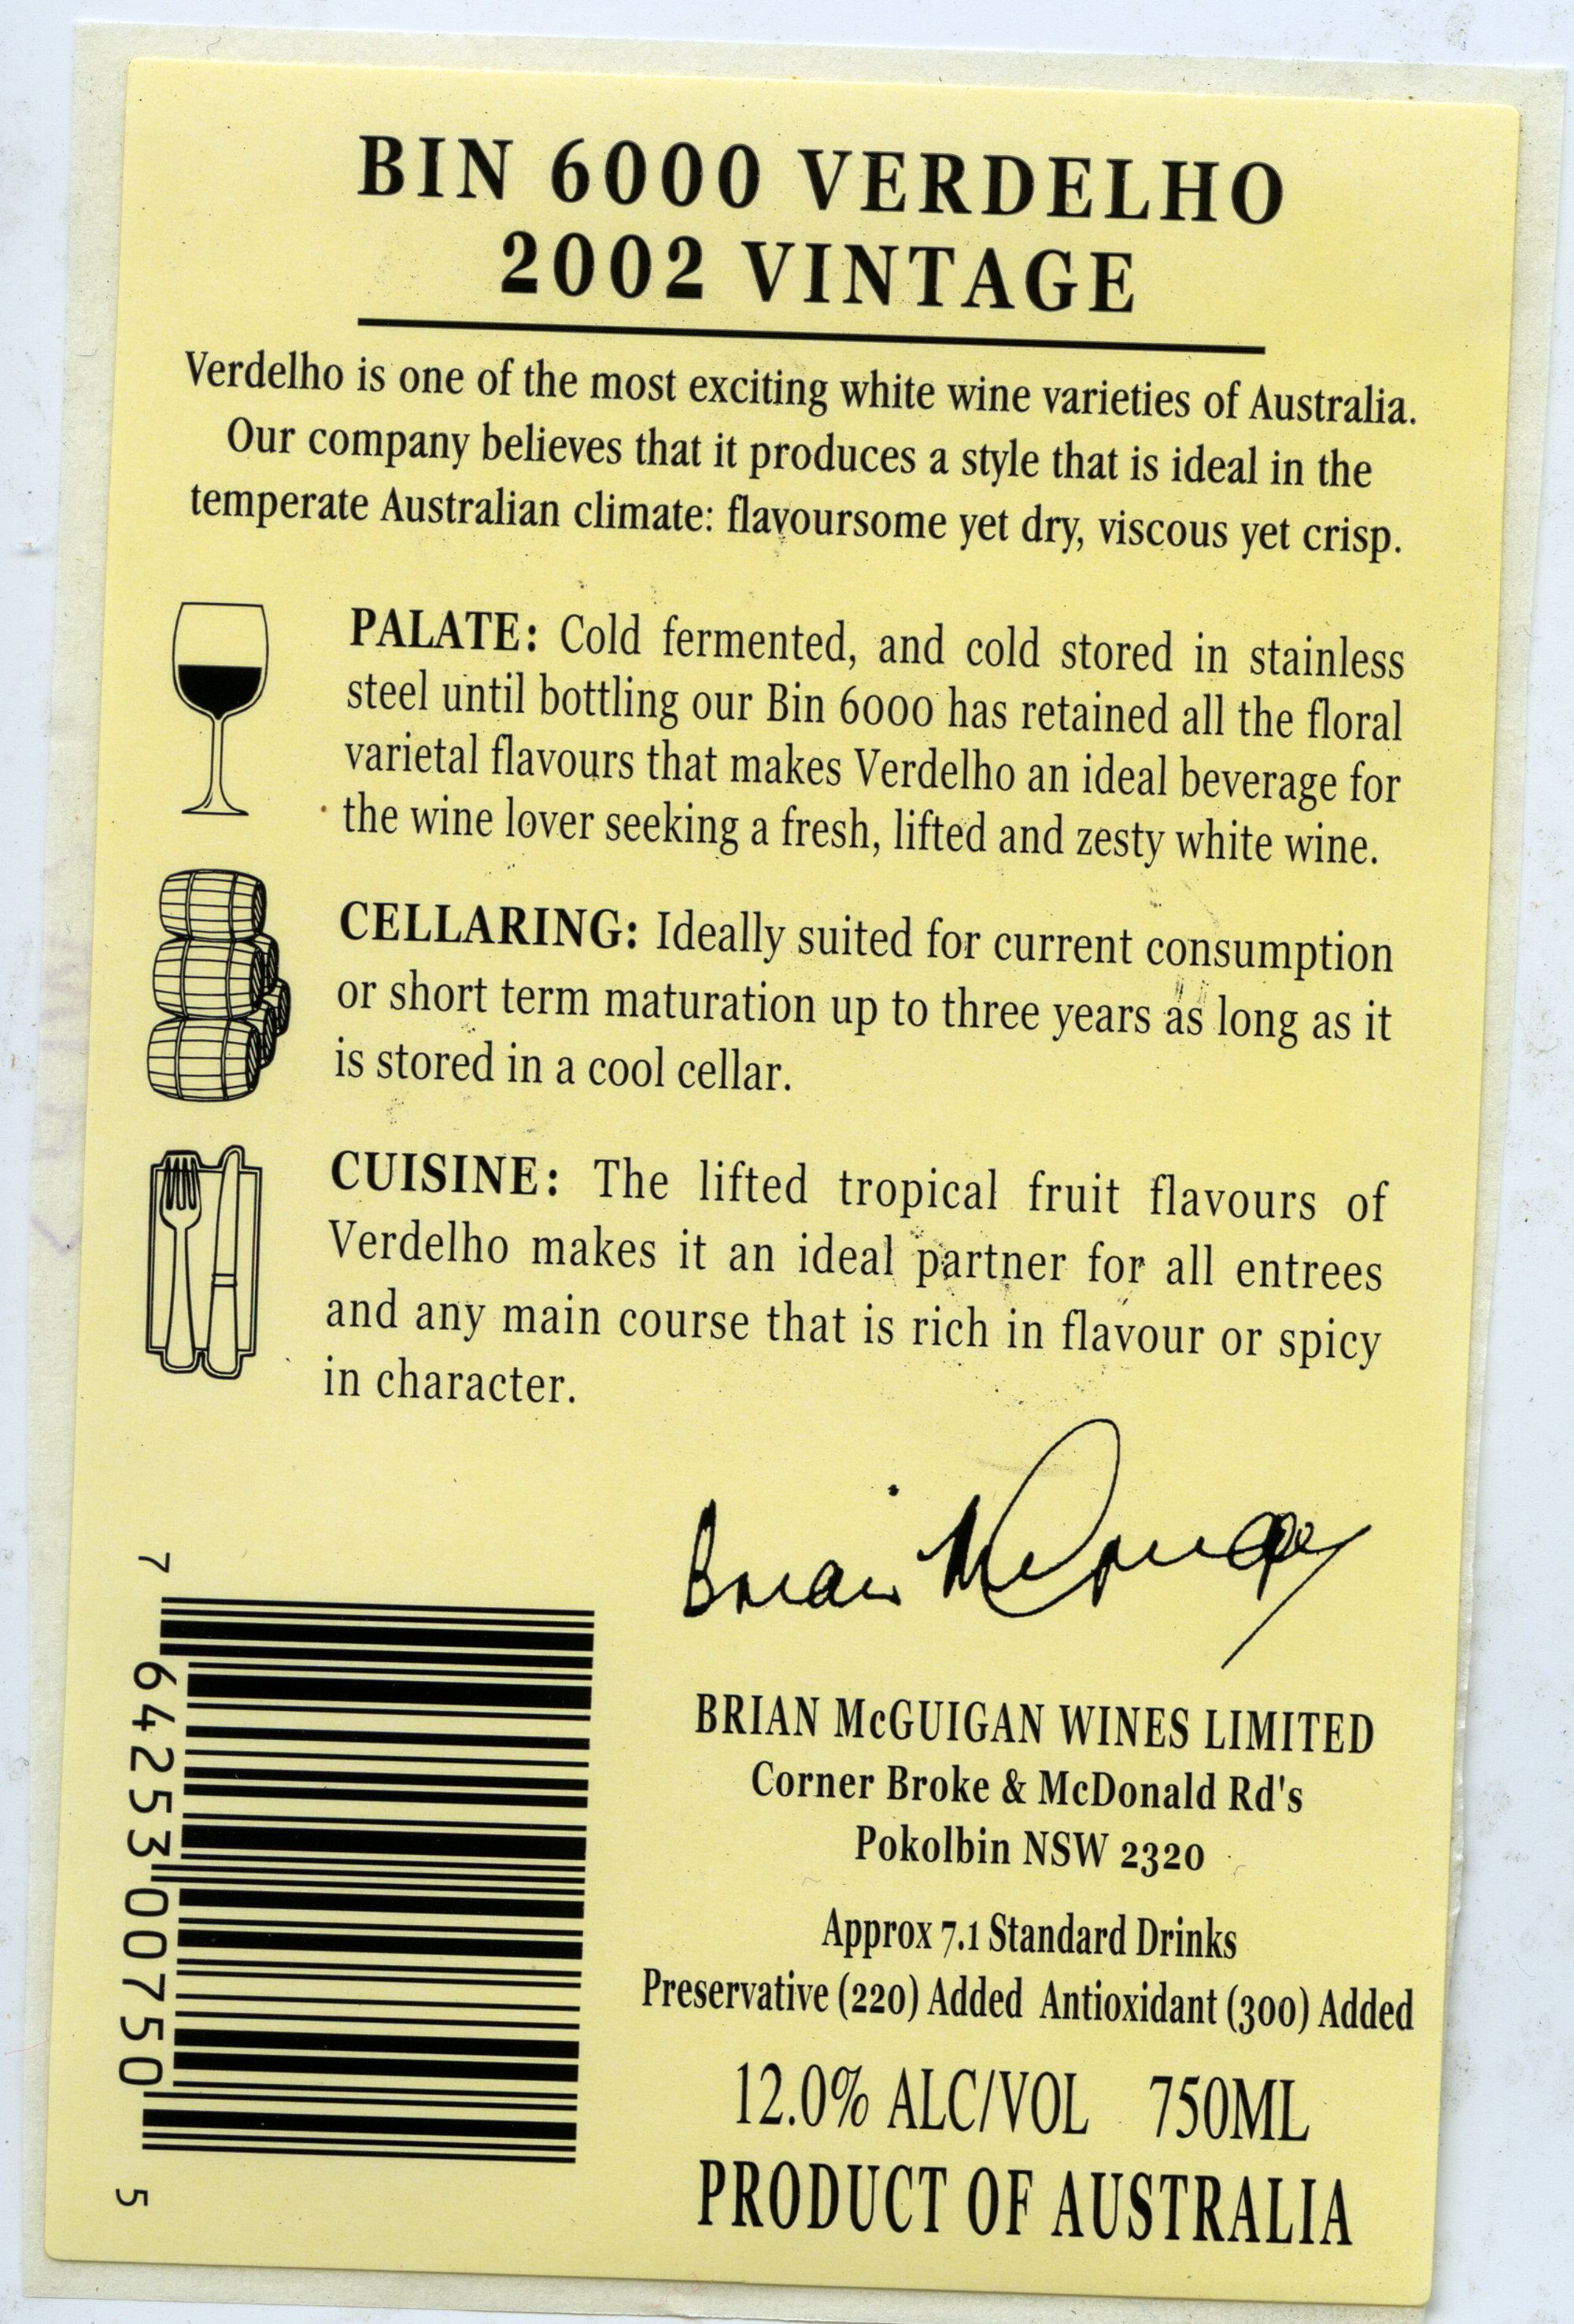 BIN 6000 VERDELHO
2002 VINTAGE
Verdelho is one of the most exciting white wine varieties of Australia.
Our company believes that it produces a style that is ideal in the
temperate Australian climate: flavoursome yet dry, viscous yet crisp.
PALATE: Cold fermented, and cold stored in stainless
steel until bottling our Bin 6000 has retained all the floral
varietal flavours that makes Verdelho an ideal beverage for
the wine lover seeking a fresh, lifted and zesty white wine.
CELLARING: Ideally suited for current consumption
or short term maturation up to three years as long as it
is stored in a cool cellar.
CUISINE: The lifted tropical fruit flavours of
Verdelho makes it an ideal partner for all entrees
and any main course that is rich in flavour or spicy
in character.
Brian McGuigan
BRIAN McGUIGAN WINES LIMITED
Corner Broke & McDonald Rd's
Pokolbin NSW 2320
Approx 7.1 Standard Drinks
Preservative (220) Added Antioxidant (300) Added
12.0% ALC/VOL 750ML
PRODUCT OF AUSTRALIA
7 64253 00750 5